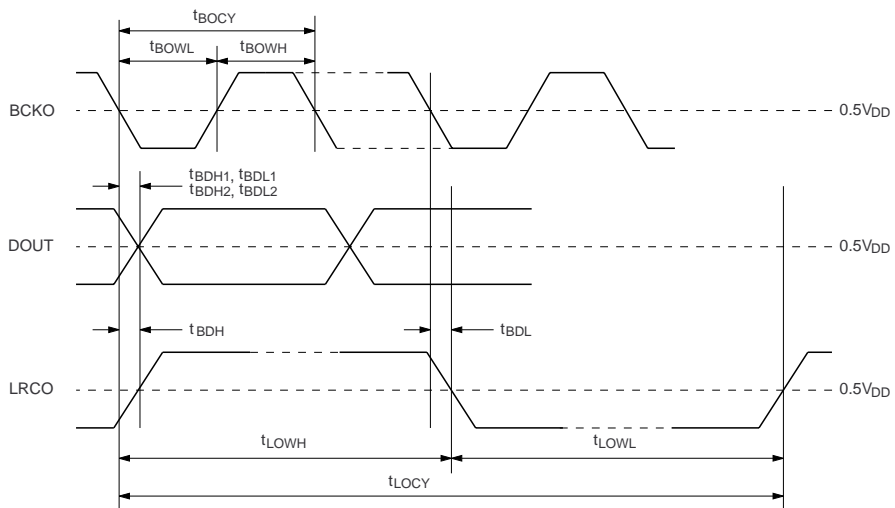 tBOCY
tBOWL tBOWH
BCKO 0.5VDD
tBDH1, tBDL1
tBDH2, tBDL2
DOUT 0.5VDD
tBDH tBDL
LRCO 0.5VDD
tLOWH tLOWL
tLOCY